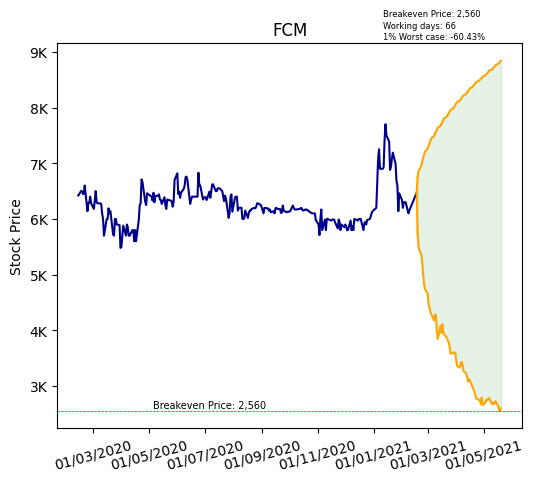 Breakeven Price: 2,560
Working days: 66
1% Worst case: -60.43%
FCM
Stock Price
9K
8K
7K
6K
5K
4K
3K
Breakeven Price: 2,560
01/03/2020
01/05/2020
01/07/2020
01/09/2020
01/11/2020
01/01/2021
01/03/2021
01/05/2021